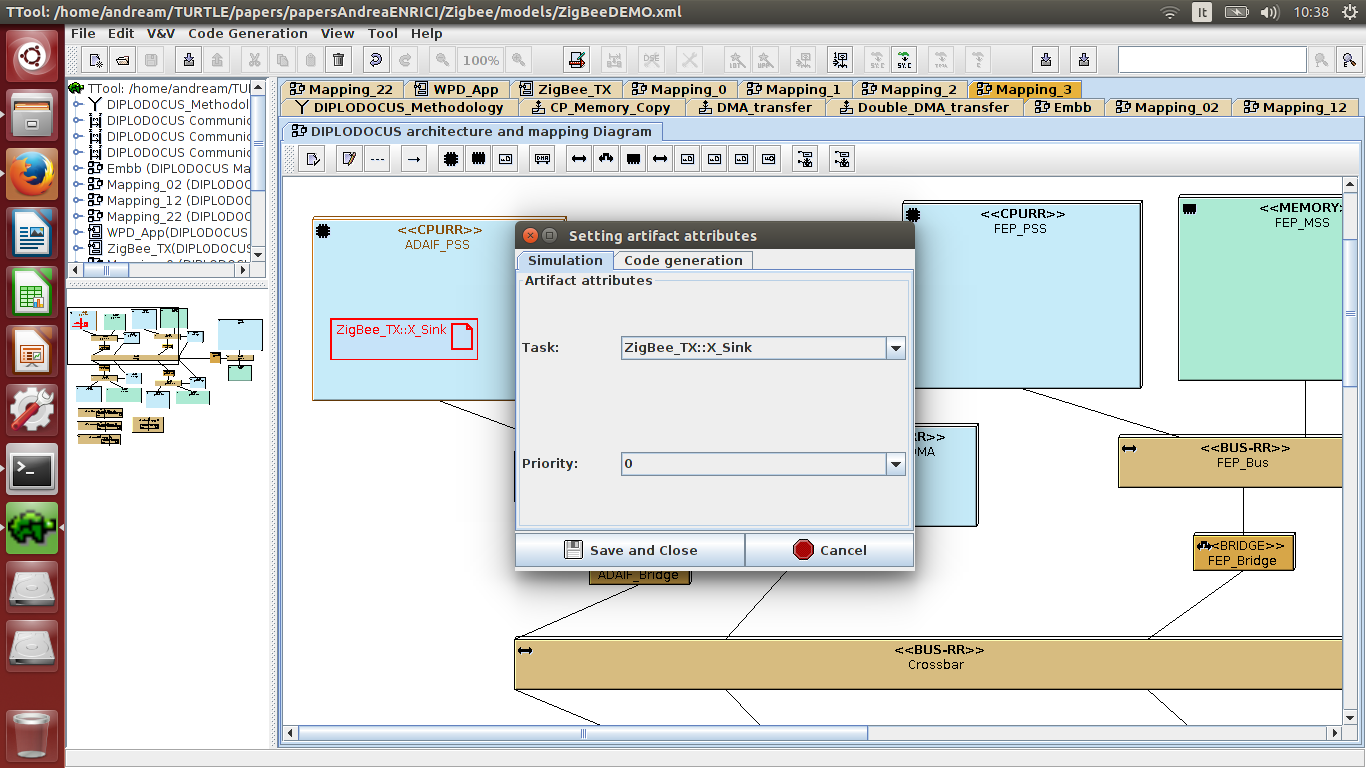 TTool: /home/andream/TURTLE/papers/papersAndreaENRICI/Zigbee/models/ZigBeeDEMO.xml
It
10:38
File Edit V&V Code Generation View Tool Help
100%
TTool: /home/andream/TUI
DIPLODOCUS_Methodol
DIPLODOCUS Communic
DIPLODOCUS Communic
DIPLODOCUS Communic
Embb (DIPLODOCUS Ma
Mapping_02 (DIPLODOC
Mapping_12 (DIPLODOC
Mapping_22 (DIPLODOC
WPD_App(DIPLODOCUS
ZigBee_TX(DIPLODOCUS
Mapping_22 WPD_App ZigBee_TX Mapping_0 Mapping_1 Mapping_2 Mapping_3
DIPLODOCUS_Methodology CP_Memory_Copy DMA_transfer Double_DMA_transfer Embb Mapping_02 Mapping_12
DIPLODOCUS architecture and mapping Diagram
<<CPURR>>
ADAIF_PSS
ZigBee_TX::X_Sink
<<CPURR>>
FEP_PSS
<<MEMORY:
FEP_MSS
Setting artifact attributes
Simulation Code generation
Artifact attributes
Task: ZigBee_TX::X_Sink
Priority: 0
Save and Close Cancel
R>>
MA
<<BUS-RR>>
FEP_Bus
<BRIDGE>>
FEP_Bridge
ADAIF_Bridge
<<BUS-RR>>
Crossbar